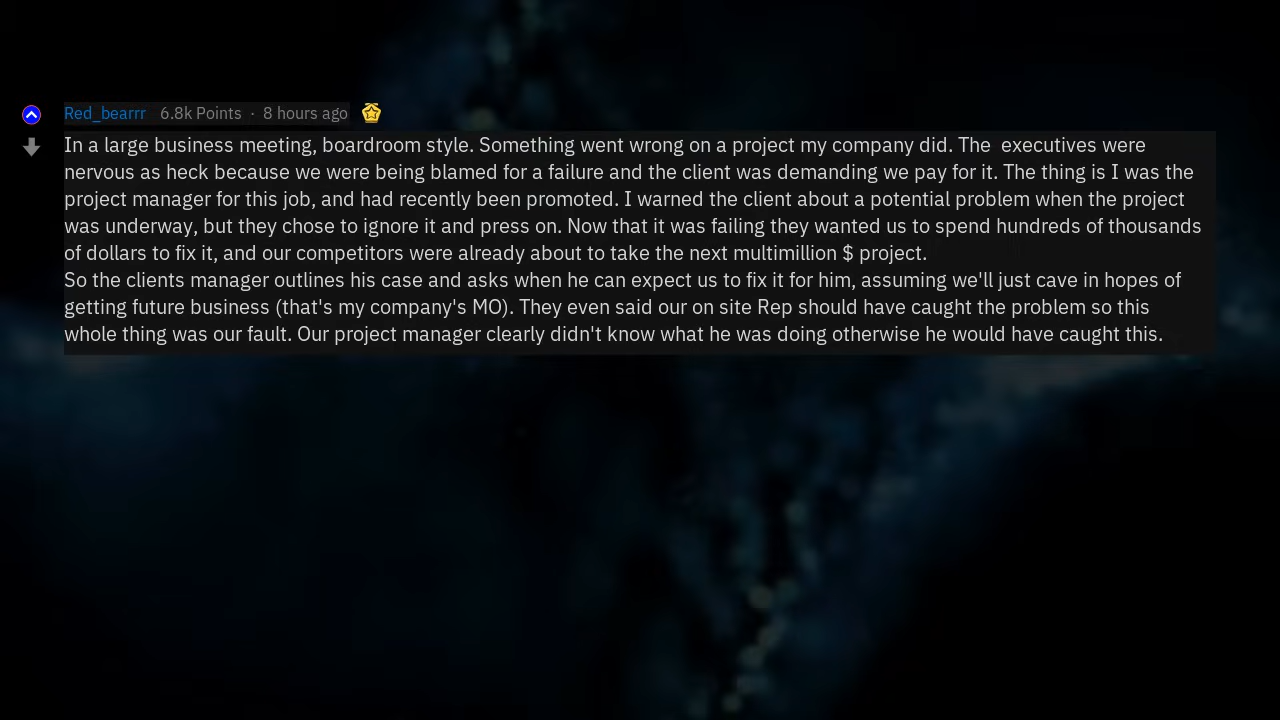 Red_bearrr 6.8k Points · 8 hours ago
In a large business meeting, boardroom style. Something went wrong on a project my company did. The  executives were
nervous as heck because we were being blamed for a failure and the client was demanding we pay for it. The thing is I was the
project manager for this job, and had recently been promoted. I warned the client about a potential problem when the project
was underway, but they chose to ignore it and press on. Now that it was failing they wanted us to spend hundreds of thousands
of dollars to fix it, and our competitors were already about to take the next multimillion $ project.
So the clients manager outlines his case and asks when he can expect us to fix it for him, assuming we'll just cave in hopes of
getting future business (that's my company's MO). They even said our on site Rep should have caught the problem so this
whole thing was our fault. Our project manager clearly didn't know what he was doing otherwise he would have caught this.